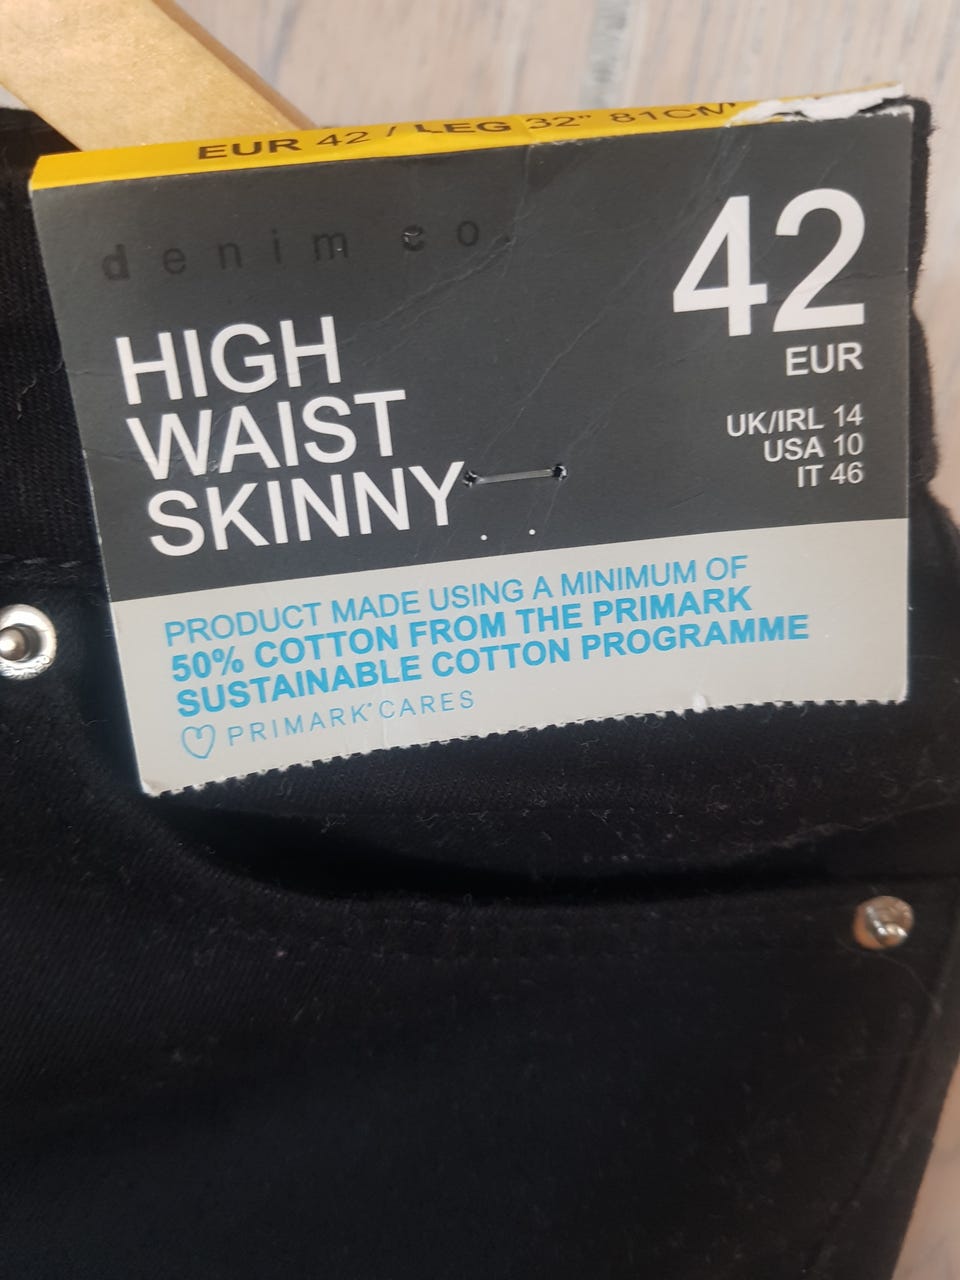 EUR 42 / LEG 32" 81CM
denim co.
42
EUR
HIGH
WAIST
SKINNY
UK/IRL 14
USA 10
IT 46
PRODUCT MADE USING A MINIMUM OF
50% COTTON FROM THE PRIMARK
SUSTAINABLE COTTON PROGRAMME
PRIMARK® CARES